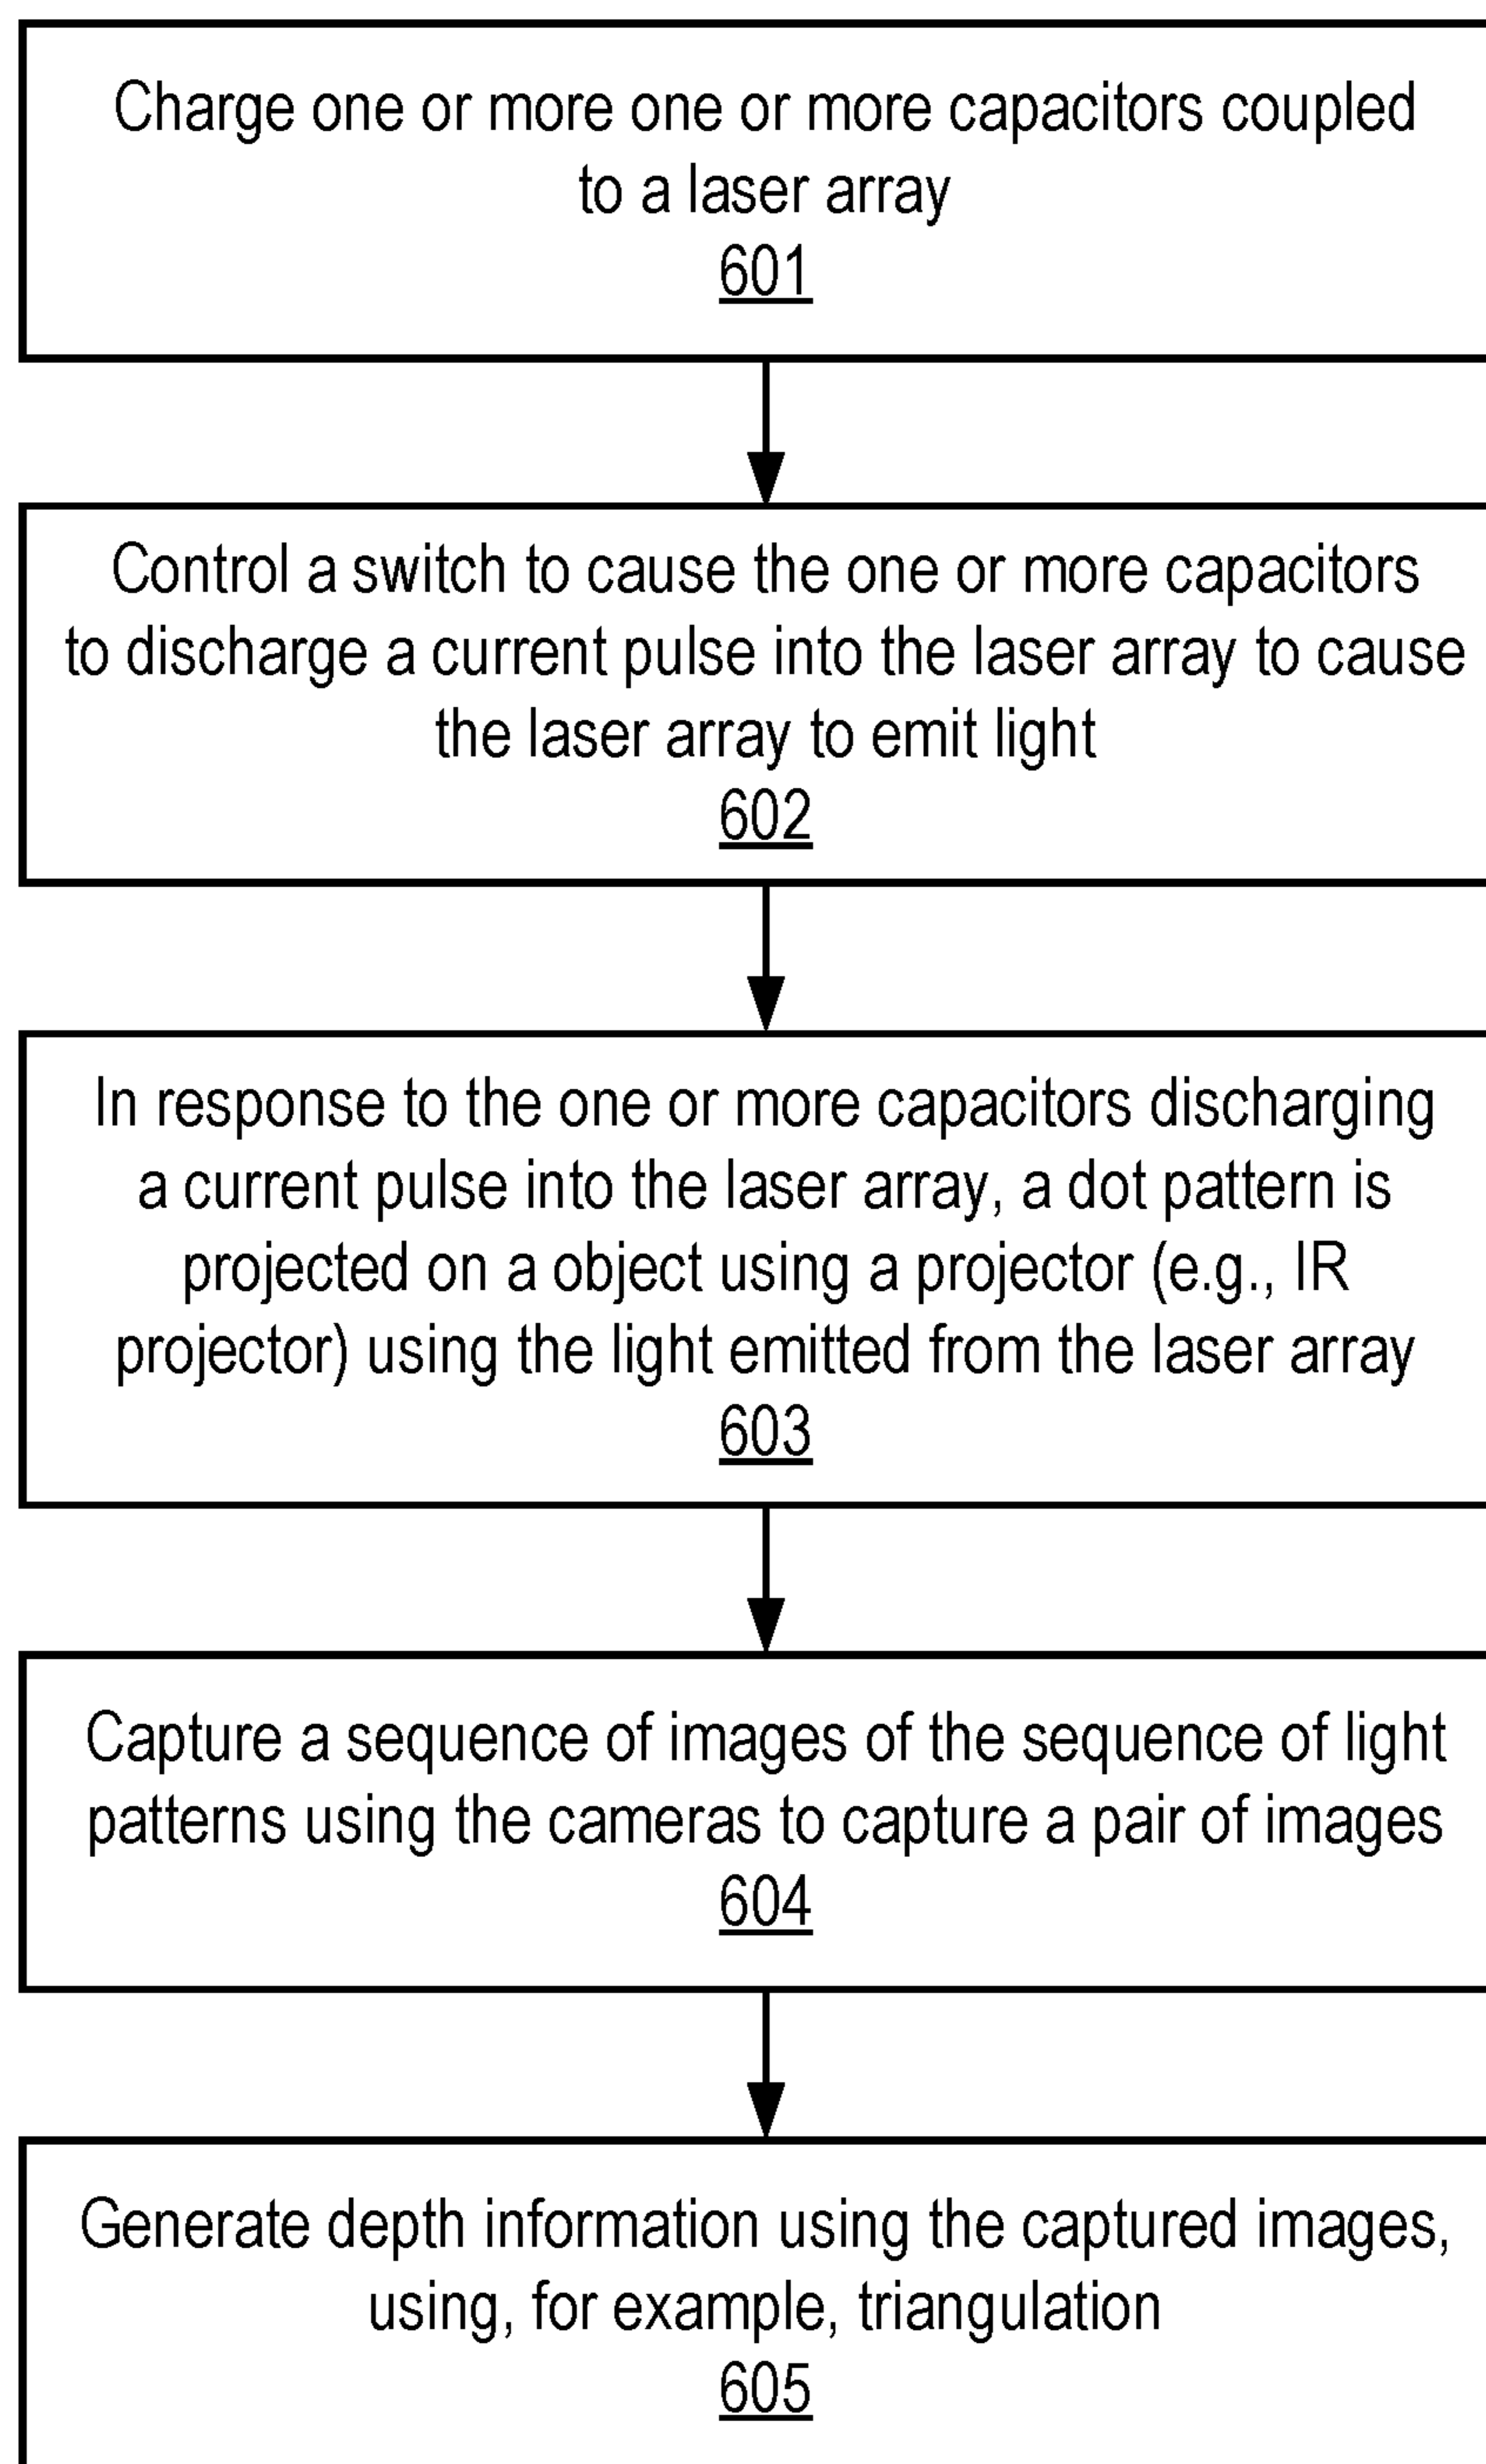 Charge one or more one or more capacitors coupled
to a laser array
601
Control a switch to cause the one or more capacitors
to discharge a current pulse into the laser array to cause
the laser array to emit light
602
In response to the one or more capacitors discharging
a current pulse into the laser array, a dot pattern is
projected on a object using a projector (e.g., IR
projector) using the light emitted from the laser array
603
Capture a sequence of images of the sequence of light
patterns using the cameras to capture a pair of images
604
Generate depth information using the captured images,
using, for example, triangulation
605